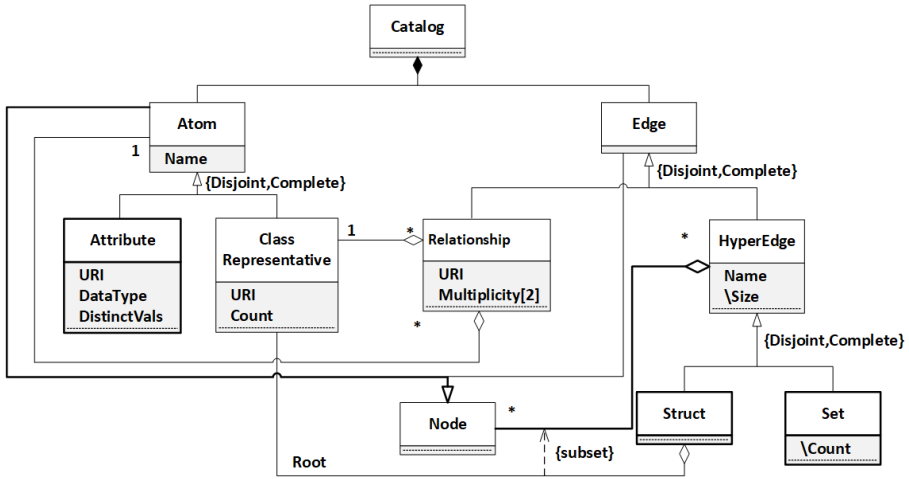 Catalog
Atom
Name
1
Edge
{Disjoint,Complete}
{Disjoint,Complete}
Attribute
URI
DataType
DistinctVals
Class
Representative
URI
Count
1
*
Relationship
URI
Multiplicity[2]
*
*
HyperEdge
Name
\Size
{Disjoint,Complete}
Node
*
{subset}
Struct
Set
\Count
Root